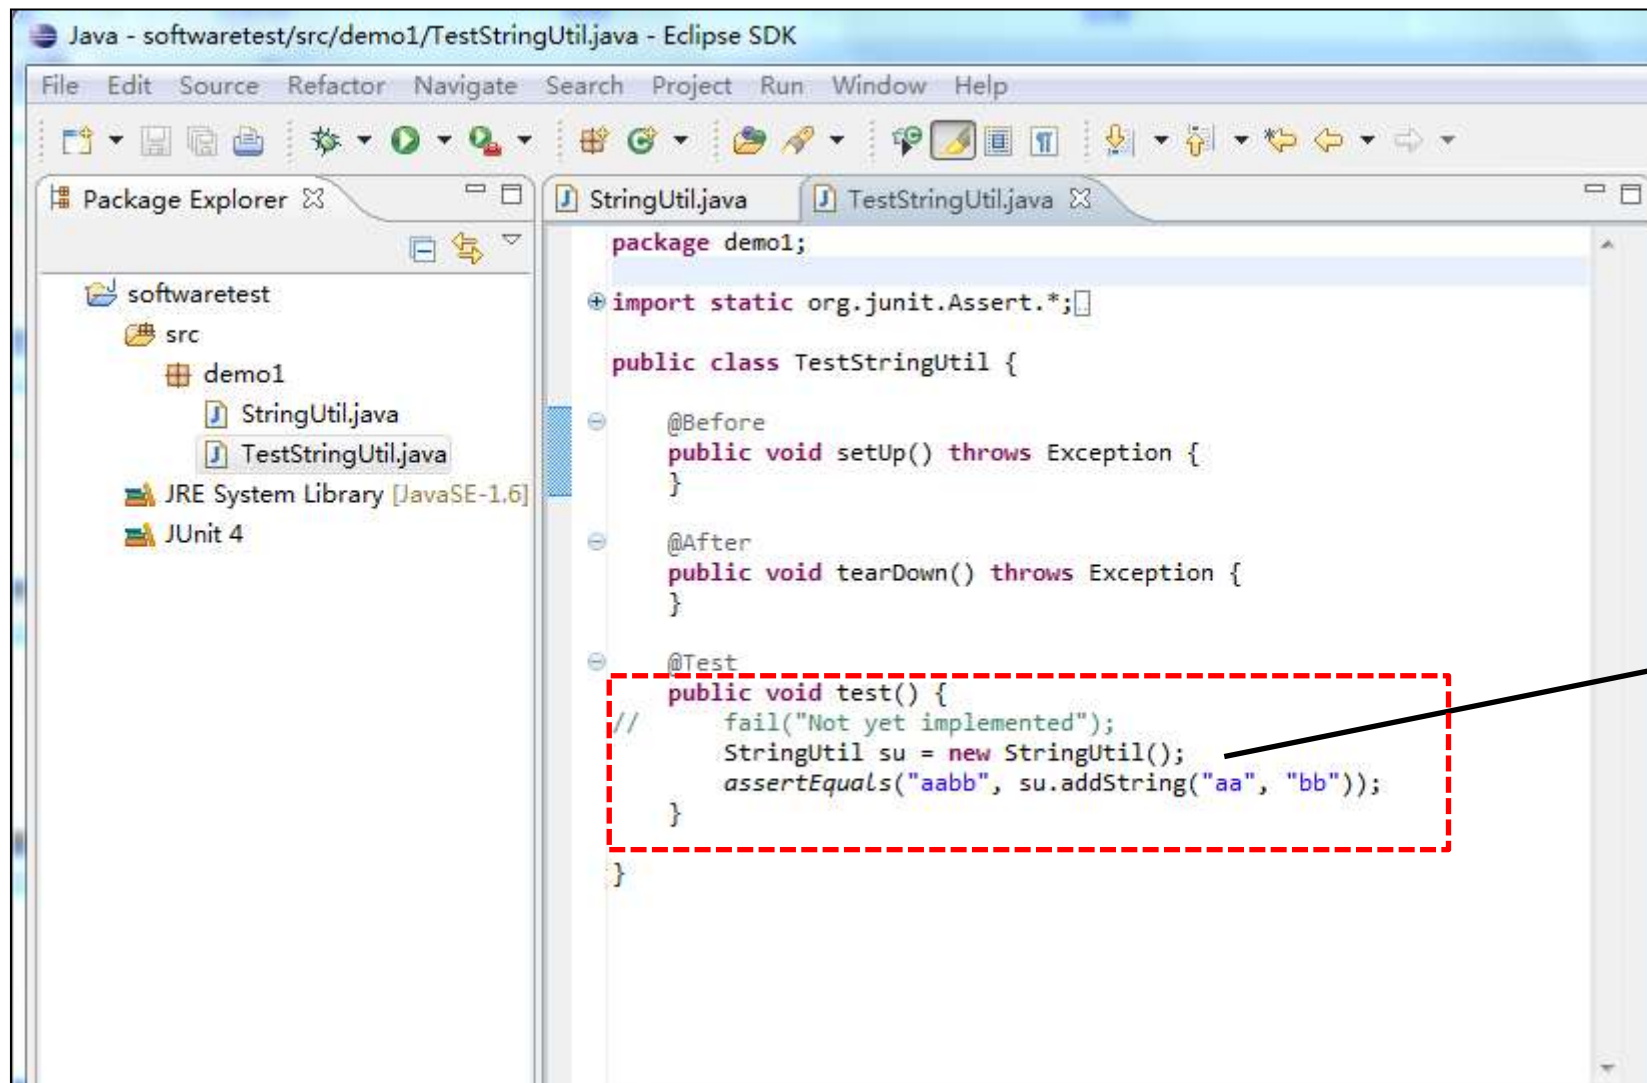 Java - softwaretest/src/demo1/TestStringUtil.java - Eclipse SDK
File Edit Source Refactor Navigate Search Project Run Window Help
Package Explorer
softwaretest
src
demo1
StringUtil.java
TestStringUtil.java
JRE System Library [JavaSE-1.6]
JUnit 4
StringUtil.java TestStringUtil.java
package demo1;
import static org.junit.Assert.*;
public class TestStringUtil {
@Before
public void setUp() throws Exception {
}
@After
public void tearDown() throws Exception {
}
@Test
public void test() {
// fail("Not yet implemented");
StringUtil su = new StringUtil();
assertEquals("aabb", su.addString("aa", "bb"));
}
}